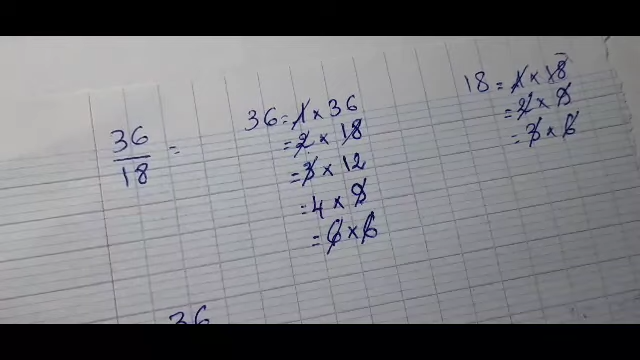 36/18 =
36 = 1 × 36
= 2 × 18
= 3 × 12
= 4 × 9
= 6 × 6
18 = 1 × 18
= 2 × 9
= 3 × 6
36